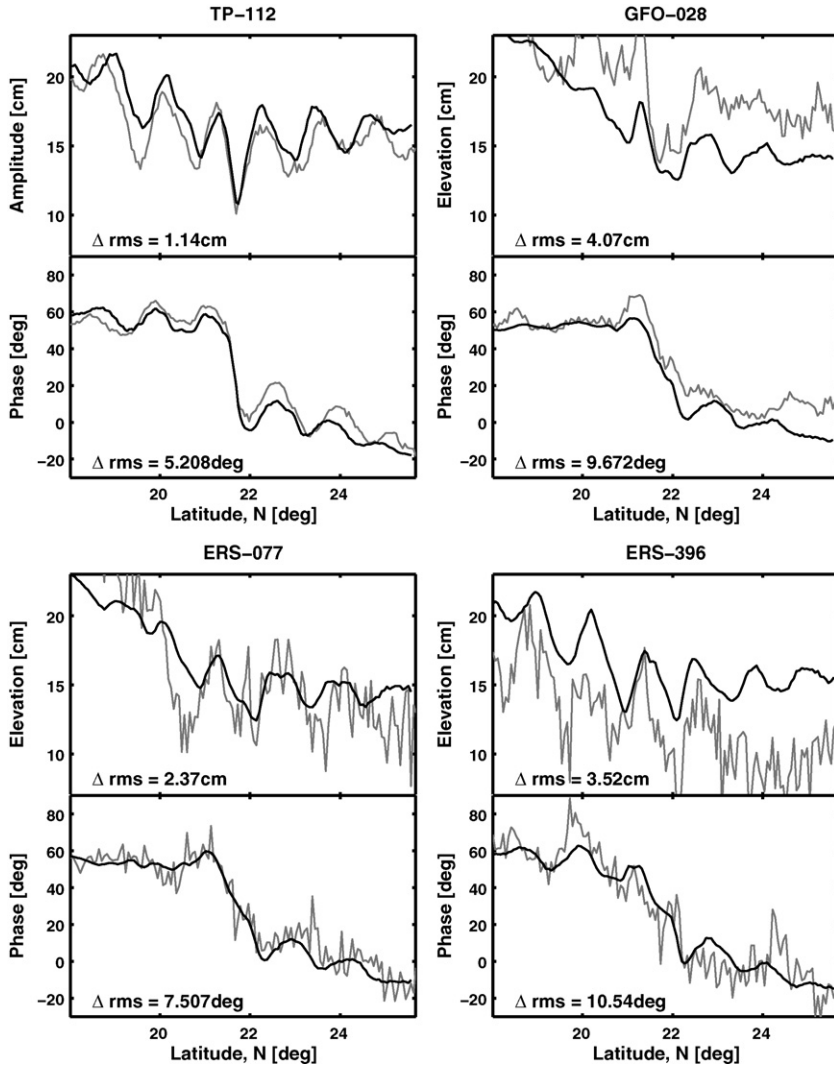 TP−112
Amplitude [cm]
20
15
10
Δ rms = 1.14cm
Phase [deg]
80
60
40
20
0
−20
Δ rms = 5.208deg
20 22 24
Latitude, N [deg]
GFO−028
Elevation [cm]
20
15
10
Δ rms = 4.07cm
Phase [deg]
80
60
40
20
0
−20
Δ rms = 9.672deg
20 22 24
Latitude, N [deg]
ERS−077
Elevation [cm]
20
15
10
Δ rms = 2.37cm
Phase [deg]
80
60
40
20
0
−20
Δ rms = 7.507deg
20 22 24
Latitude, N [deg]
ERS−396
Elevation [cm]
20
15
10
Δ rms = 3.52cm
Phase [deg]
80
60
40
20
0
−20
Δ rms = 10.54deg
20 22 24
Latitude, N [deg]